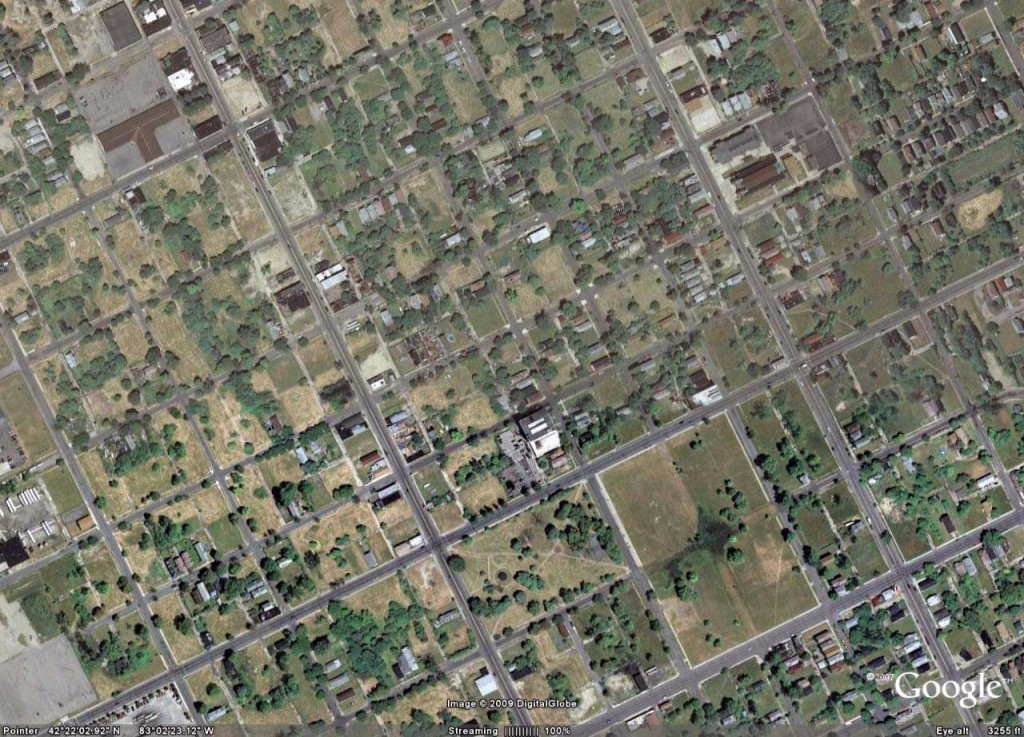 ©2007 Google™
Image © 2009 DigitalGlobe
Pointer 42°22'02.92" N 83°02'23.12" W Streaming |||||||||| 100% Eye alt 3255 ft